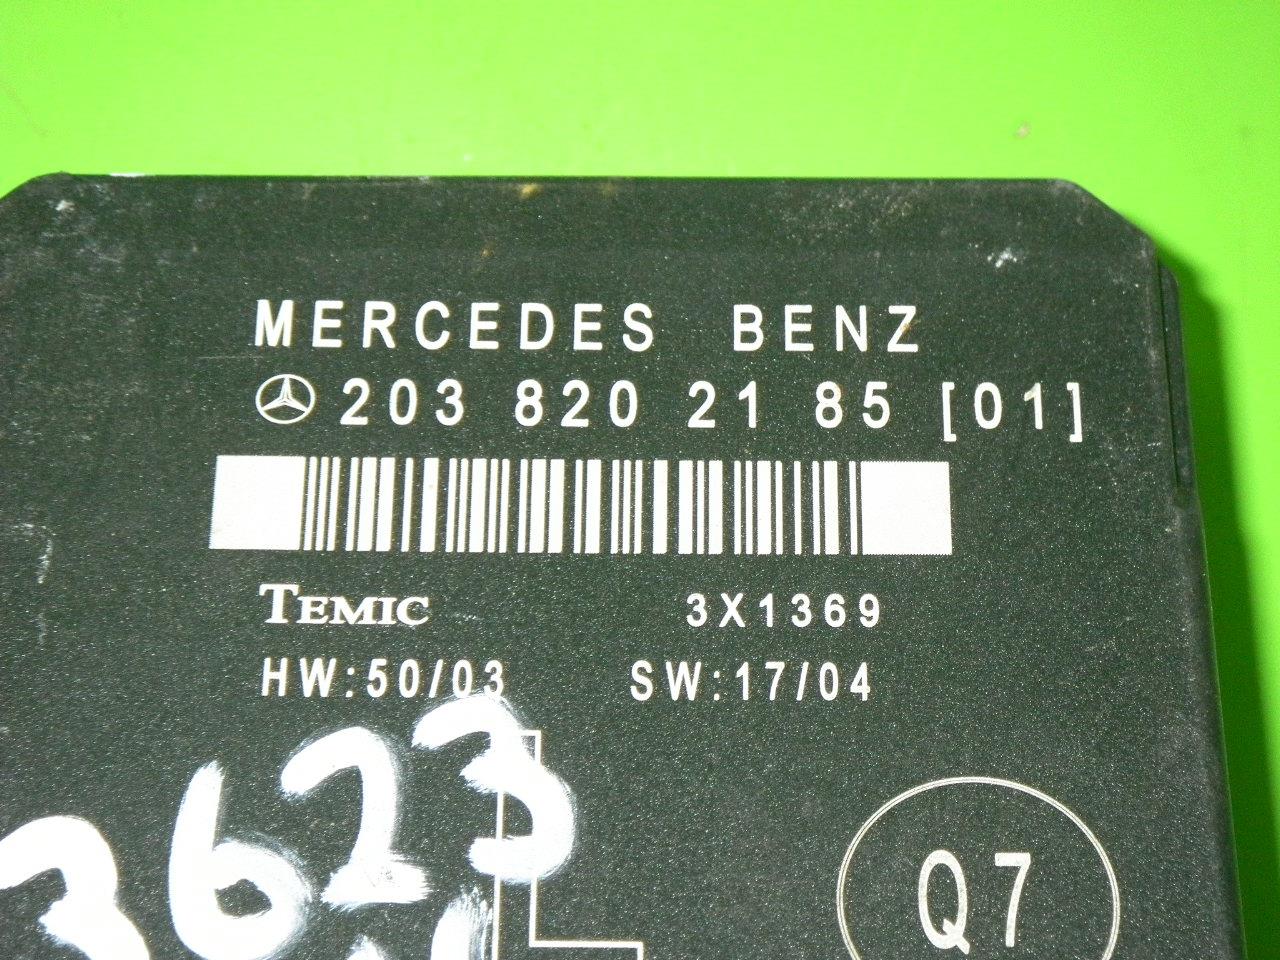 MERCEDES BENZ
203 820 21 85 [01]
TEMIC 3X1369
HW:50/03 SW:17/04
3623
Q7